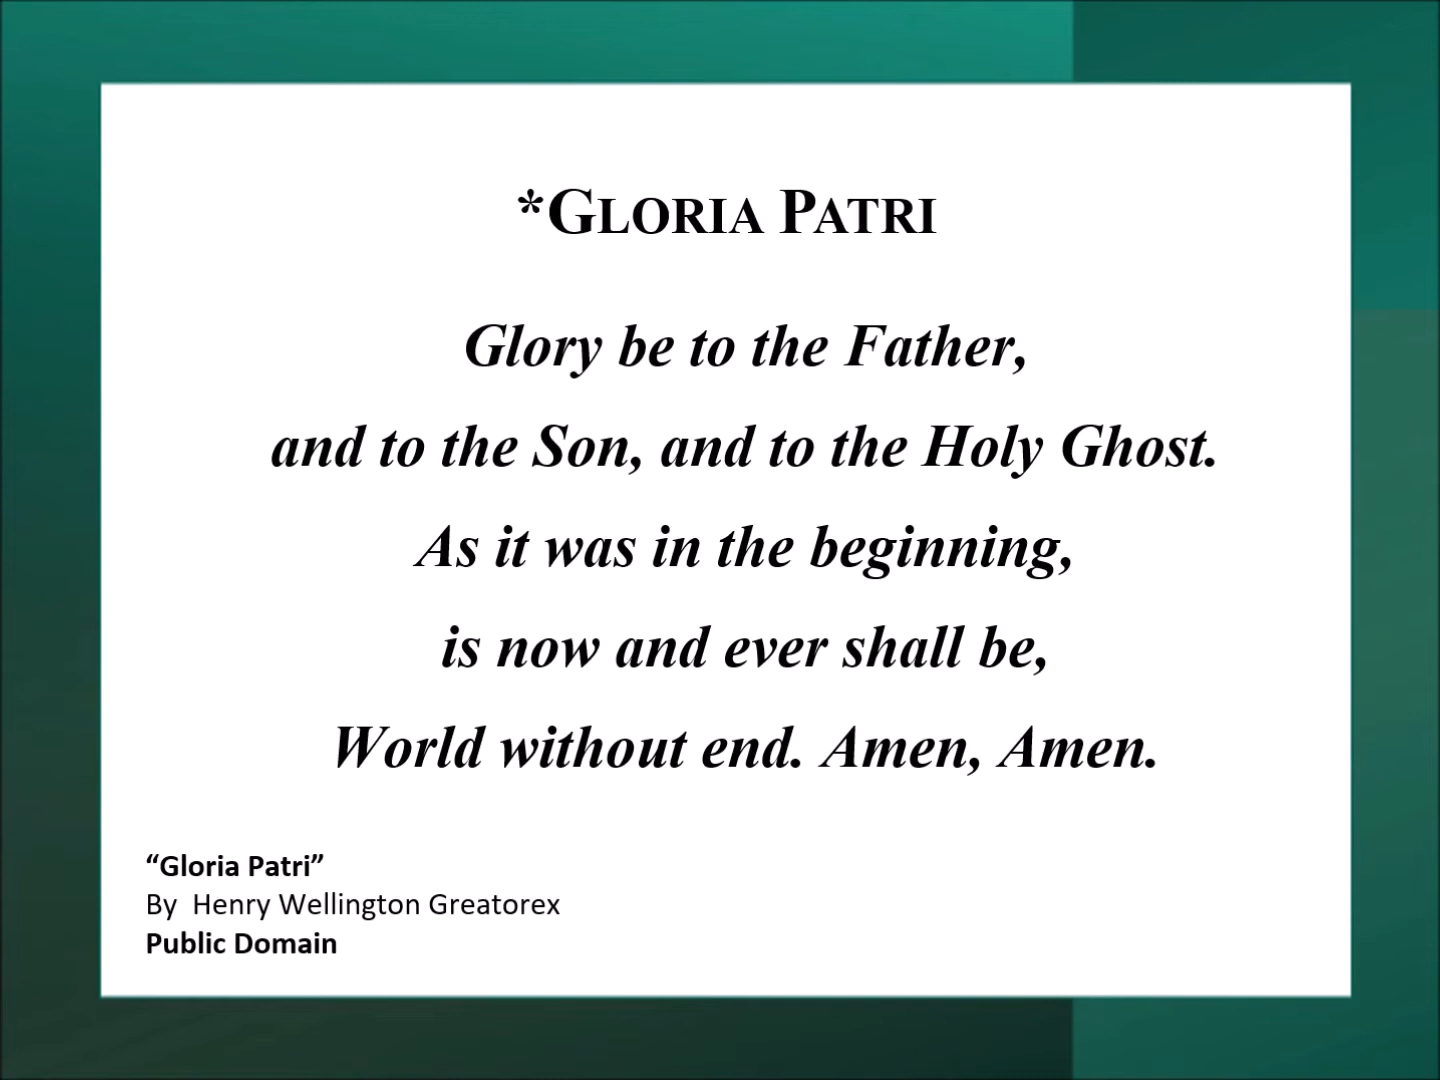 *GLORIA PATRI
Glory be to the Father,
and to the Son, and to the Holy Ghost.
As it was in the beginning,
is now and ever shall be,
World without end. Amen, Amen.
“Gloria Patri”
By  Henry Wellington Greatorex
Public Domain